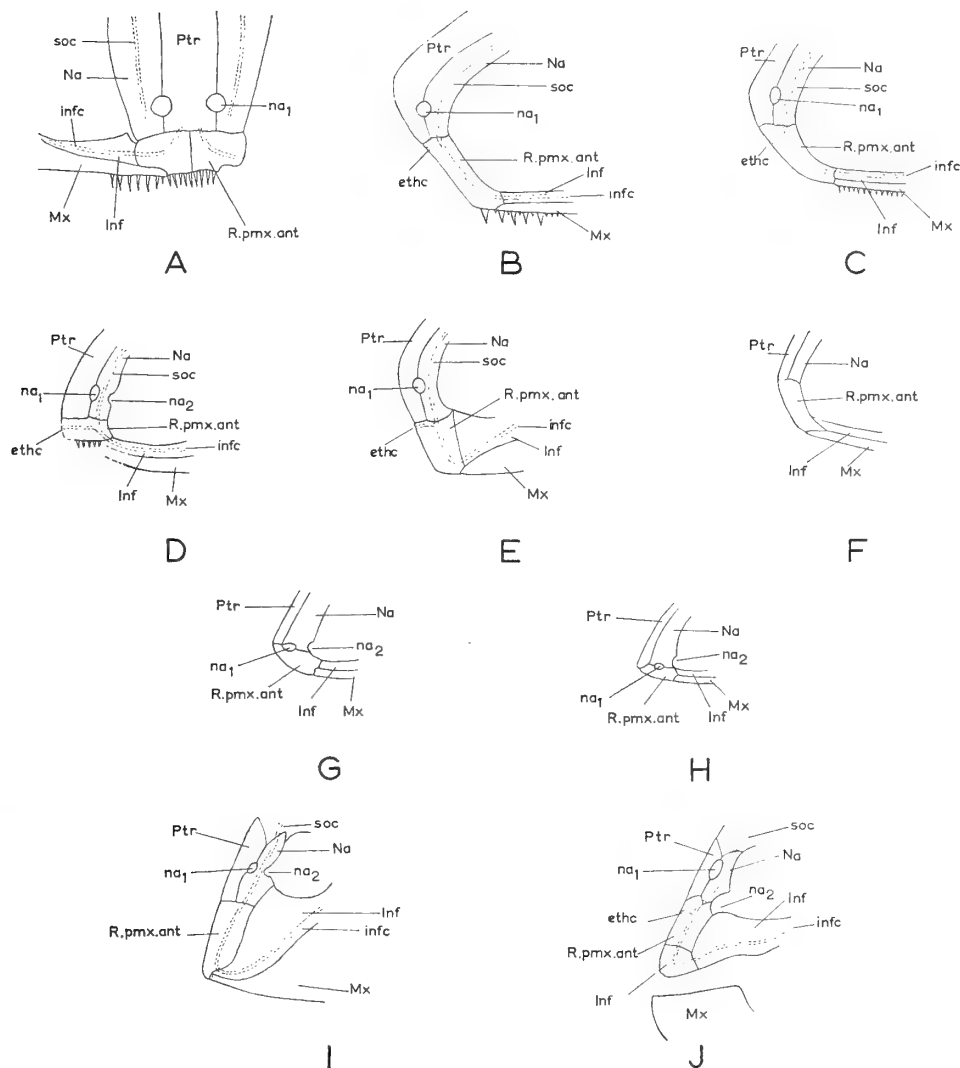 soc
Ptr
Na
infc
na1
Mx
Inf
R.pmx.ant
A
Ptr
Na
soc
na1
R.pmx.ant
Inf
ethc
infc
Mx
B
Ptr
Na
soc
na1
R.pmx.ant
ethc
infc
Inf
Mx
C
Ptr
Na
soc
na1
na2
R.pmx.ant
ethc
infc
Inf
Mx
D
Ptr
Na
soc
na1
R.pmx.ant
infc
ethc
Inf
Mx
E
Ptr
Na
R.pmx.ant
Inf
Mx
F
Ptr
Na
na2
na1
R.pmx.ant
Inf
Mx
G
Ptr
Na
na2
na1
R.pmx.ant
Inf
Mx
H
Ptr
soc
Na
na1
na2
Inf
R.pmx.ant
infc
Mx
I
soc
Ptr
na1
Na
na2
Inf
ethc
infc
R.pmx.ant
Inf
Mx
J